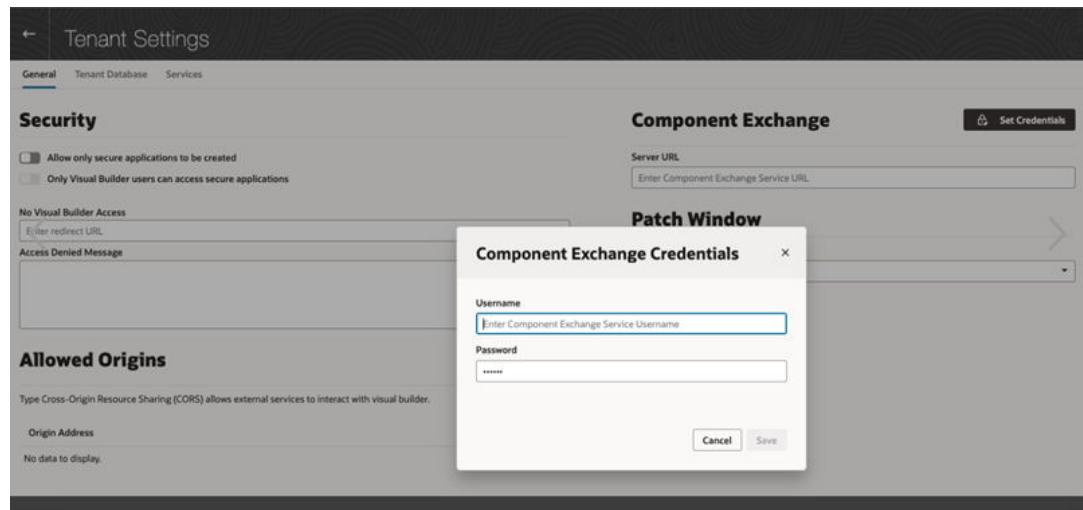 Tenant Settings
General Tenant Database Services
Security
Allow only secure applications to be created
Only Visual Builder users can access secure applications
No Visual Builder Access
Enter redirect URL
Access Denied Message
Allowed Origins
Type Cross-Origin Resource Sharing (CORS) allows external services to interact with visual builder.
Origin Address
No data to display.
Component Exchange
Set Credentials
Server URL
Enter Component Exchange Service URL
Patch Window
Component Exchange Credentials
Username
Enter Component Exchange Service Username
Password
••••••
Cancel Save